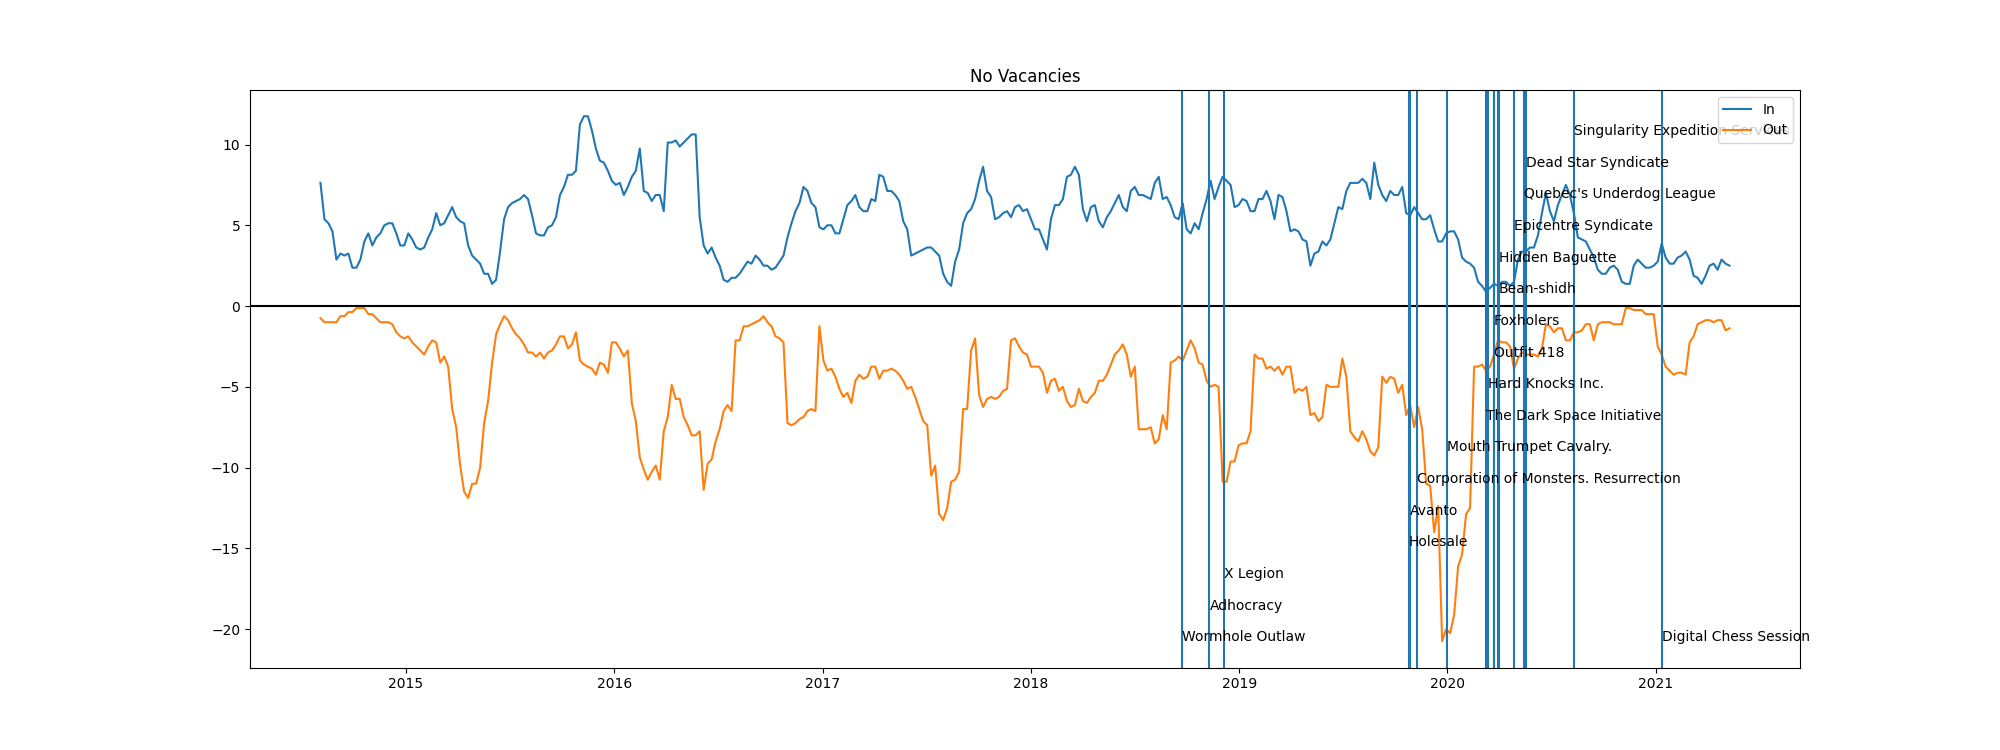 No Vacancies
In
Out
Singularity Expedition Services
Dead Star Syndicate
Quebec's Underdog League
Epicentre Syndicate
Hidden Baguette
Bean-shidh
Foxholers
Outfit 418
Hard Knocks Inc.
The Dark Space Initiative
Mouth Trumpet Cavalry.
Corporation of Monsters. Resurrection
Avanto
Holesale
X Legion
Adhocracy
Wormhole Outlaw
Digital Chess Session
10
5
0
−5
−10
−15
−20
2015 2016 2017 2018 2019 2020 2021